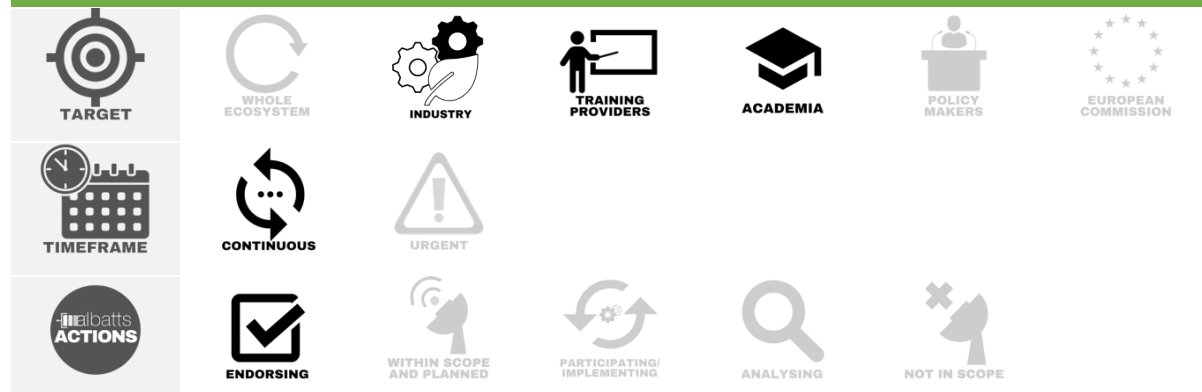 TARGET
WHOLE
ECOSYSTEM
INDUSTRY
TRAINING
PROVIDERS
ACADEMIA
POLICY
MAKERS
EUROPEAN
COMMISSION
TIMEFRAME
CONTINUOUS
URGENT
albatts
ACTIONS
ENDORSING
WITHIN SCOPE
AND PLANNED
PARTICIPATING/
IMPLEMENTING
ANALYSING
NOT IN SCOPE